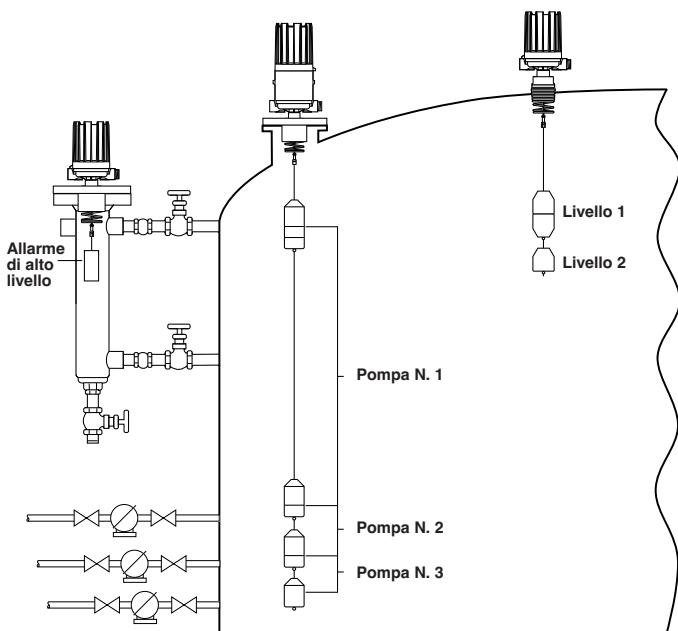 Allarme
di alto
livello
Livello 1
Livello 2
Pompa N. 1
Pompa N. 2
Pompa N. 3